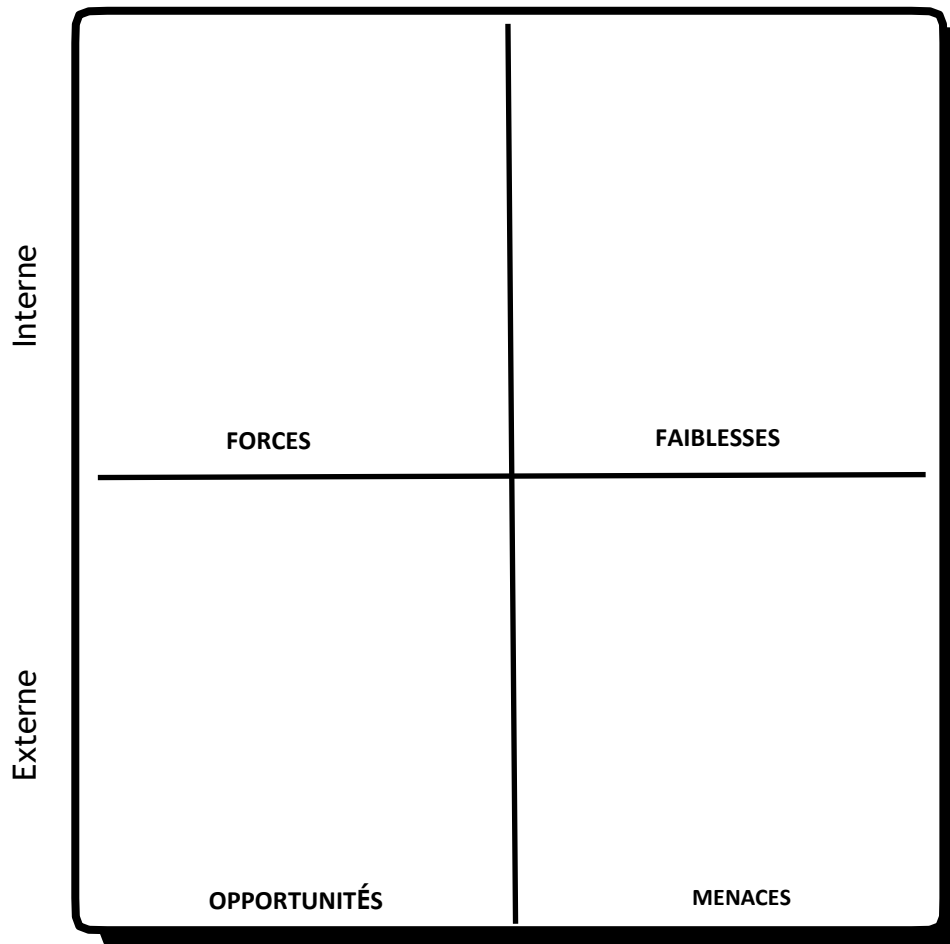 Interne
FORCES
FAIBLESSES
Externe
OPPORTUNITÉS
MENACES